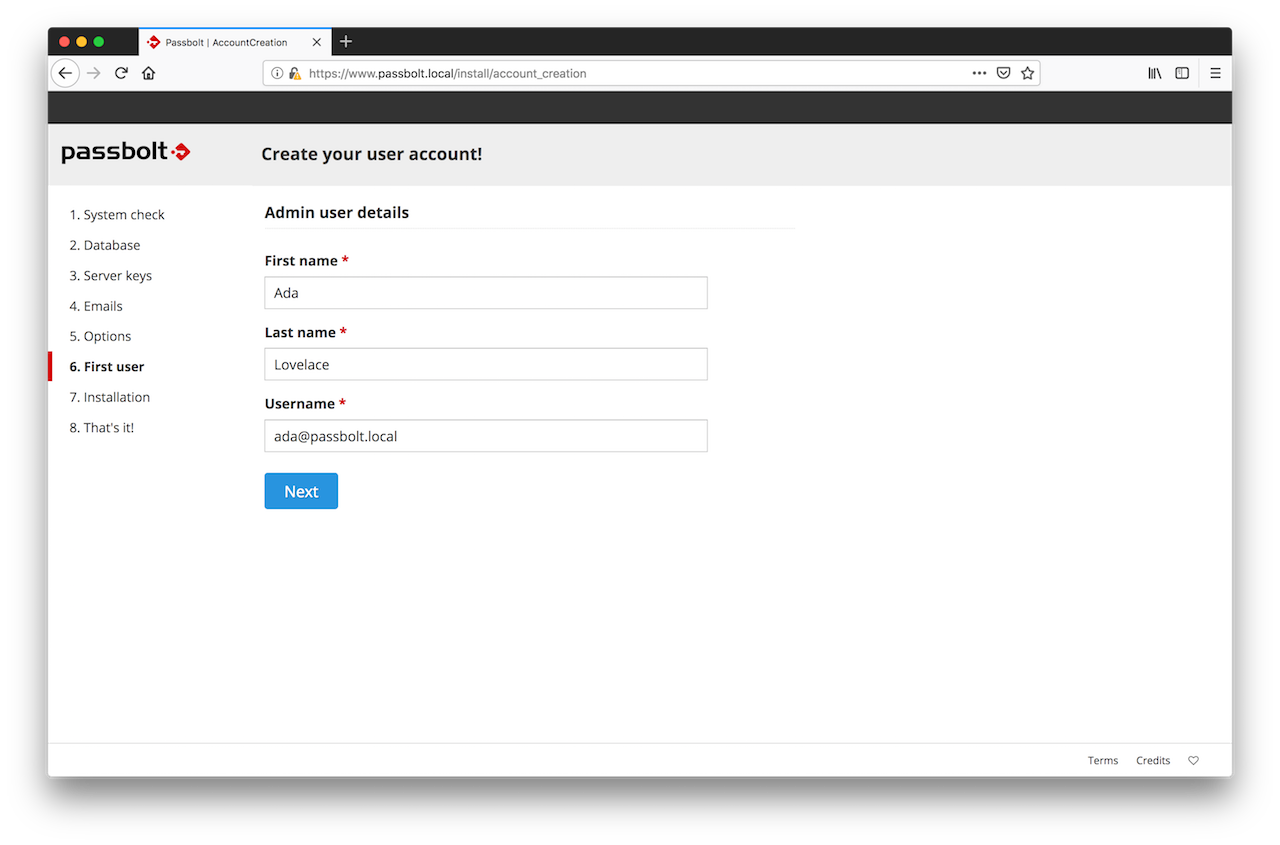 Passbolt | AccountCreation
https://www.passbolt.local/install/account_creation
passbolt
Create your user account!
1. System check
2. Database
3. Server keys
4. Emails
5. Options
6. First user
7. Installation
8. That's it!
Admin user details
First name *
Ada
Last name *
Lovelace
Username *
ada@passbolt.local
Next
Terms Credits